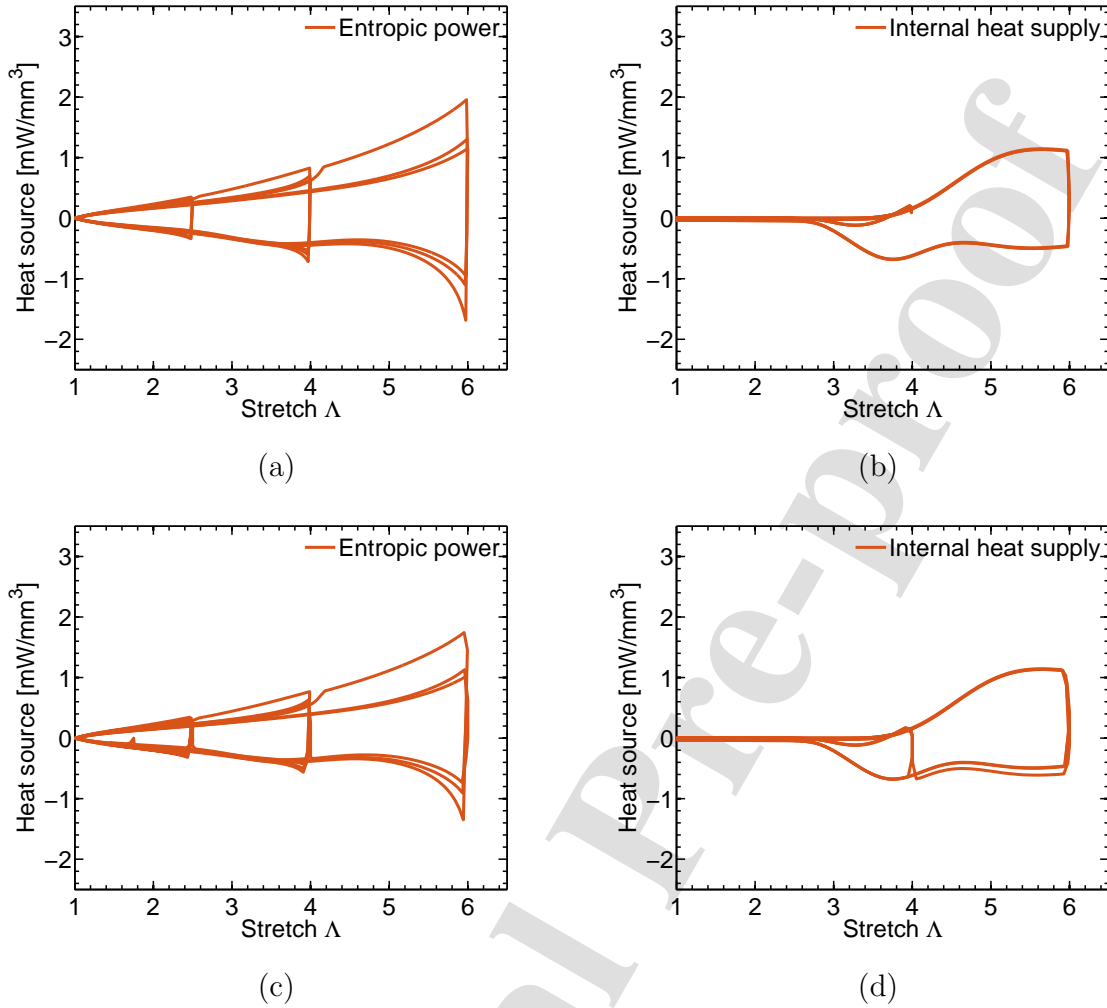 Entropic power
3
2
1
0
−1
−2
Heat source [mW/mm³]
1 2 3 4 5 6
Stretch Λ
(a)
Internal heat supply
3
2
1
0
−1
−2
Heat source [mW/mm³]
1 2 3 4 5 6
Stretch Λ
(b)
Entropic power
3
2
1
0
−1
−2
Heat source [mW/mm³]
1 2 3 4 5 6
Stretch Λ
(c)
Internal heat supply
3
2
1
0
−1
−2
Heat source [mW/mm³]
1 2 3 4 5 6
Stretch Λ
(d)
al Pre-proof